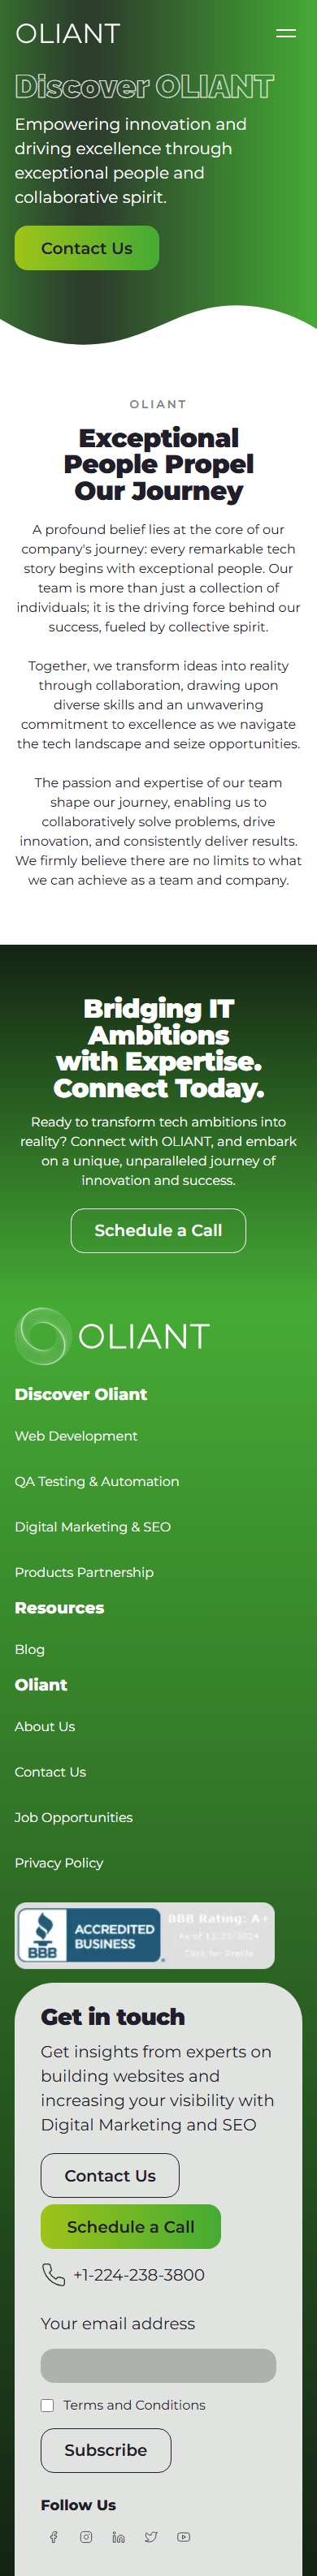 OLIANT
Discover OLIANT
Empowering innovation and
driving excellence through
exceptional people and
collaborative spirit.
Contact Us
OLIANT
Exceptional
People Propel
Our Journey
A profound belief lies at the core of our
company's journey: every remarkable tech
story begins with exceptional people. Our
team is more than just a collection of
individuals; it is the driving force behind our
success, fueled by collective spirit.
Together, we transform ideas into reality
through collaboration, drawing upon
diverse skills and an unwavering
commitment to excellence as we navigate
the tech landscape and seize opportunities.
The passion and expertise of our team
shape our journey, enabling us to
collaboratively solve problems, drive
innovation, and consistently deliver results.
We firmly believe there are no limits to what
we can achieve as a team and company.
Bridging IT
Ambitions
with Expertise.
Connect Today.
Ready to transform tech ambitions into
reality? Connect with OLIANT, and embark
on a unique, unparalleled journey of
innovation and success.
Schedule a Call
OLIANT
Discover Oliant
Web Development
QA Testing & Automation
Digital Marketing & SEO
Products Partnership
Resources
Blog
Oliant
About Us
Contact Us
Job Opportunities
Privacy Policy
BBB
ACCREDITED
BUSINESS
BBB Rating: A+
As of 11/21/2024
Click for Profile
Get in touch
Get insights from experts on
building websites and
increasing your visibility with
Digital Marketing and SEO
Contact Us
Schedule a Call
+1-224-238-3800
Your email address
Terms and Conditions
Subscribe
Follow Us